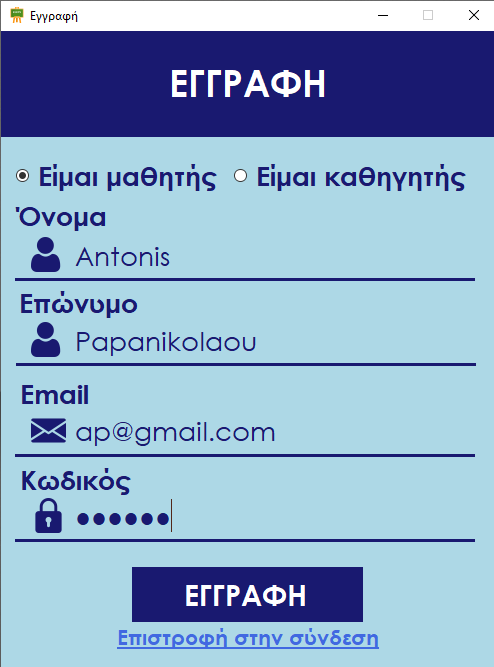 Εγγραφή
ΕΓΓΡΑΦΗ
Είμαι μαθητής Είμαι καθηγητής
Όνομα
Antonis
Επώνυμο
Papanikolaou
Email
ap@gmail.com
Κωδικός
●●●●●●
ΕΓΓΡΑΦΗ
Επιστροφή στην σύνδεση